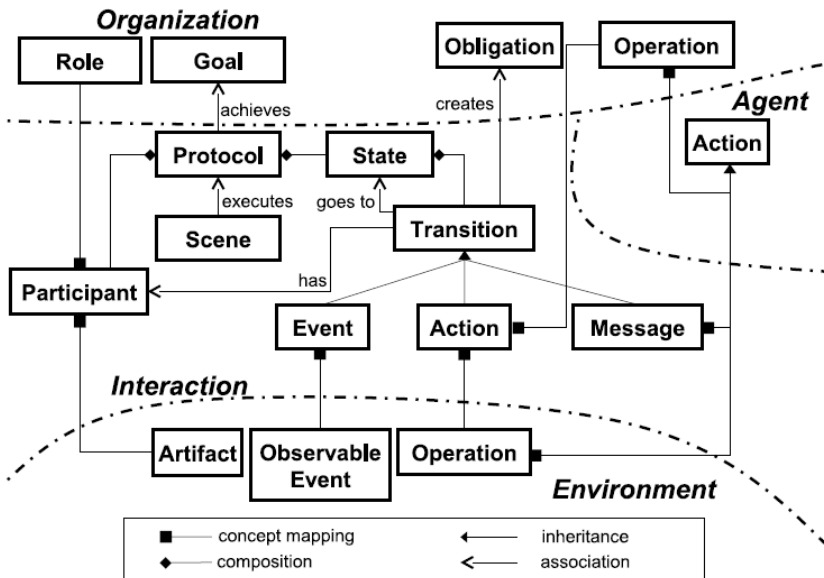 Organization
Role
Goal
Obligation
Operation
achieves
creates
Agent
Action
Protocol
State
executes
goes to
Scene
Transition
has
Participant
Event
Action
Message
Interaction
Artifact
Observable
Event
Operation
Environment
concept mapping
inheritance
composition
association